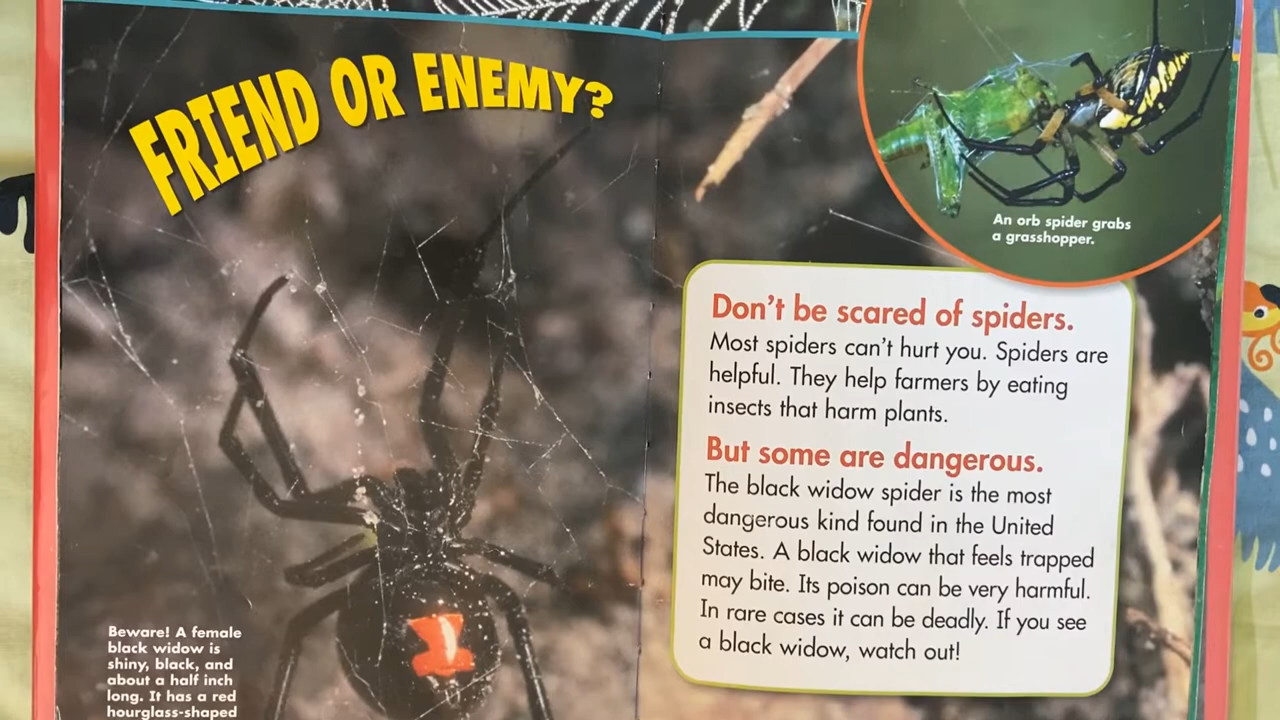 FRIEND OR ENEMY?
An orb spider grabs
a grasshopper.
Don't be scared of spiders.
Most spiders can't hurt you. Spiders are
helpful. They help farmers by eating
insects that harm plants.
But some are dangerous.
The black widow spider is the most
dangerous kind found in the United
States. A black widow that feels trapped
may bite. Its poison can be very harmful.
In rare cases it can be deadly. If you see
a black widow, watch out!
Beware! A female
black widow is
shiny, black, and
about a half inch
long. It has a red
hourglass-shaped